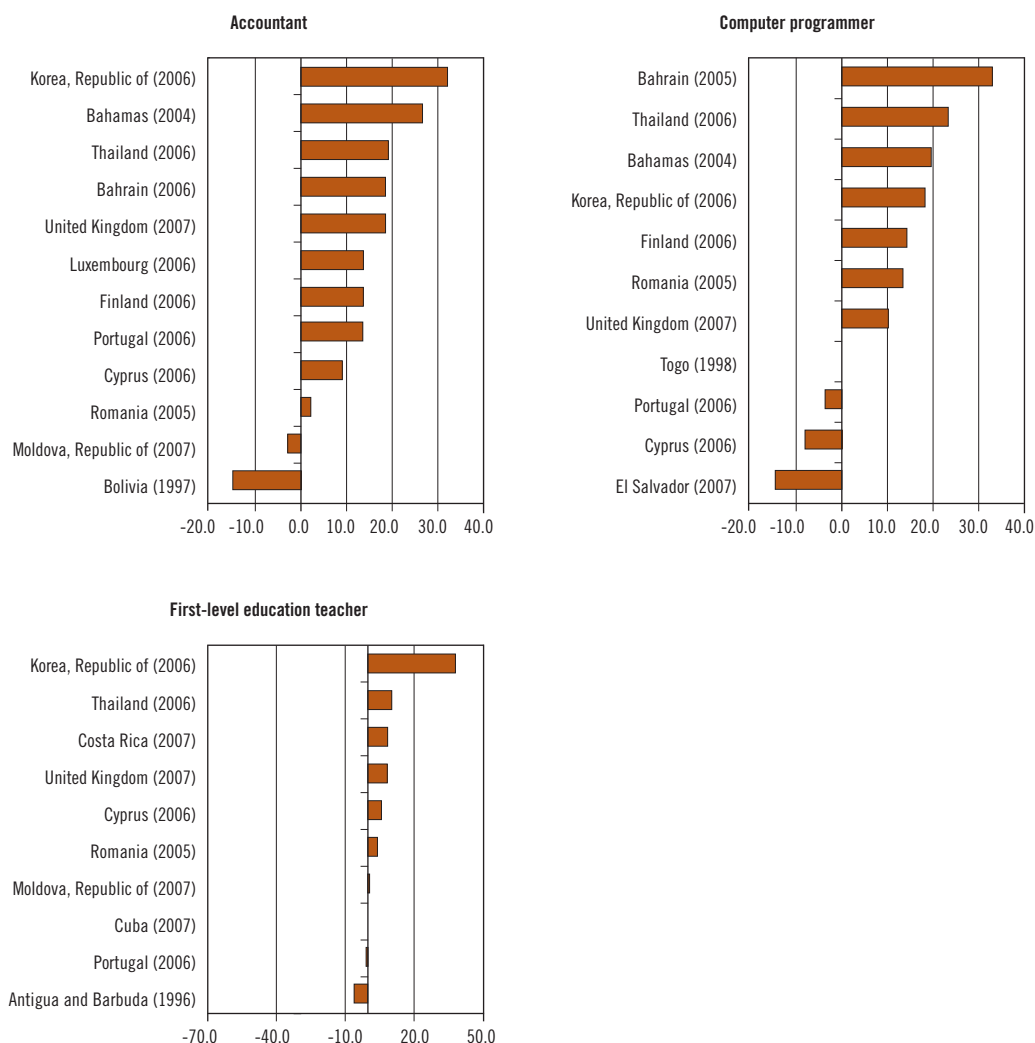 Accountant
Korea, Republic of (2006)
Bahamas (2004)
Thailand (2006)
Bahrain (2006)
United Kingdom (2007)
Luxembourg (2006)
Finland (2006)
Portugal (2006)
Cyprus (2006)
Romania (2005)
Moldova, Republic of (2007)
Bolivia (1997)
-20.0 -10.0 0.0 10.0 20.0 30.0 40.0
Computer programmer
Bahrain (2005)
Thailand (2006)
Bahamas (2004)
Korea, Republic of (2006)
Finland (2006)
Romania (2005)
United Kingdom (2007)
Togo (1998)
Portugal (2006)
Cyprus (2006)
El Salvador (2007)
-20.0 -10.0 0.0 10.0 20.0 30.0 40.0
First-level education teacher
Korea, Republic of (2006)
Thailand (2006)
Costa Rica (2007)
United Kingdom (2007)
Cyprus (2006)
Romania (2005)
Moldova, Republic of (2007)
Cuba (2007)
Portugal (2006)
Antigua and Barbuda (1996)
-70.0 -40.0 -10.0 20.0 50.0